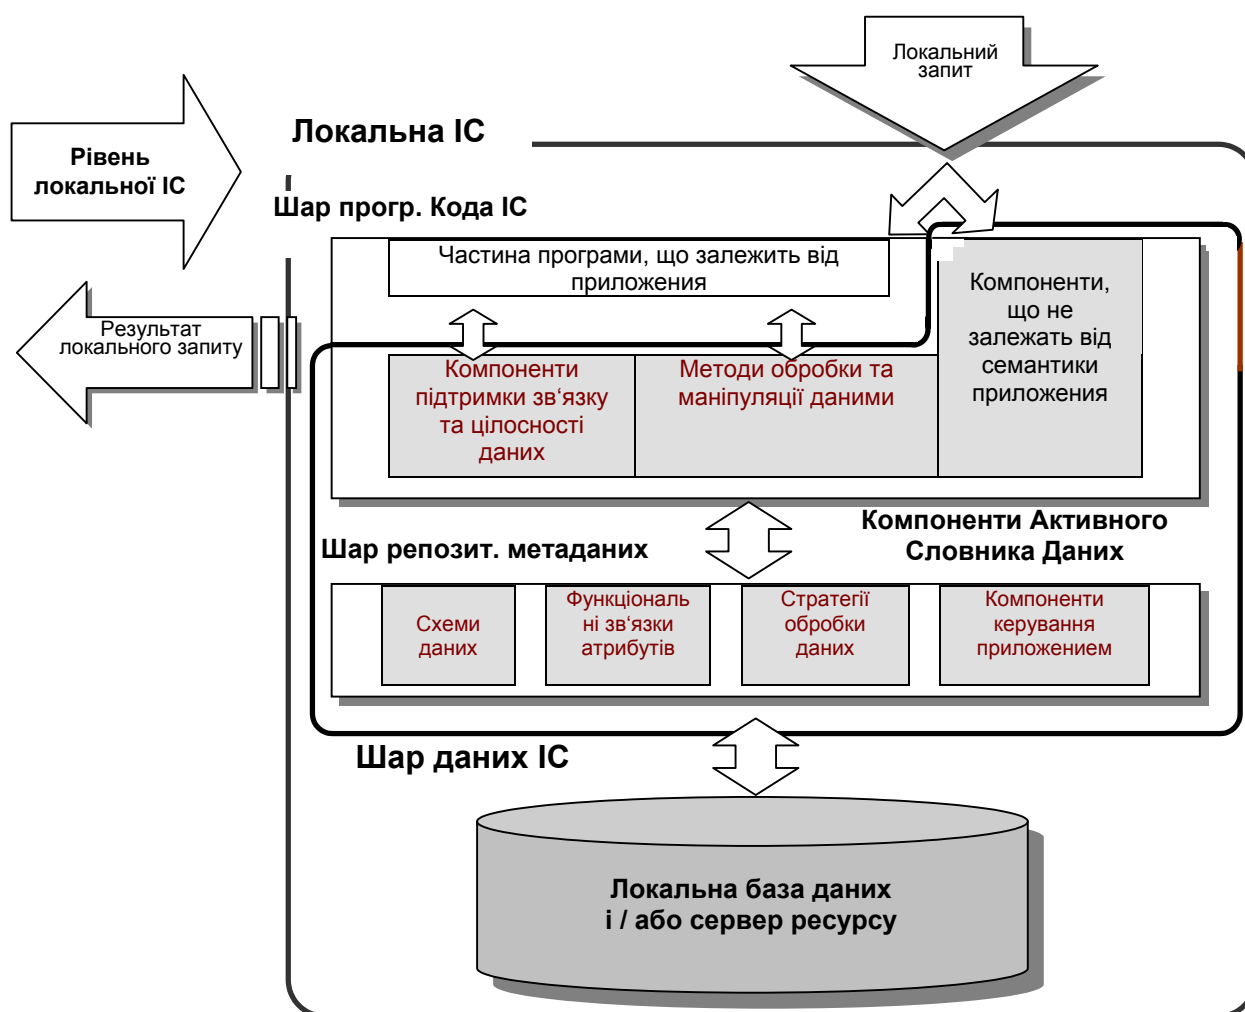 Локальний
запит
Локальна ІС
Рівень
локальної ІС
Шар прогр. Кода ІС
Частина програми, що залежить від
приложения
Компоненти,
що не
залежать від
семантики
приложення
Результат
локального запиту
Компоненти
підтримки зв‘язку
та цілосності
даних
Методи обробки та
маніпуляції даними
Компоненти Активного
Словника Даних
Шар репозит. метаданих
Схеми
даних
Функціональ
ні зв‘язки
атрибутів
Стратегії
обробки
даних
Компоненти
керування
приложением
Шар даних ІС
Локальна база даних
і / або сервер ресурсу